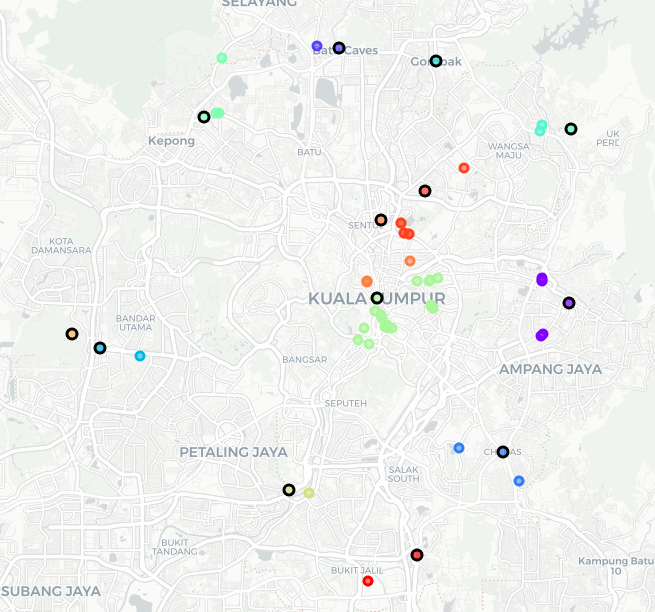 SELAYANG
Batu Caves
Gombak
Kepong
BATU
WANGSA
MAJU
UK
PERD
KOTA
DAMANSARA
SENTUL
KUALA LUMPUR
BANDAR
UTAMA
BANGSAR
AMPANG JAYA
SEPUTEH
PETALING JAYA
CHERAS
SALAK
SOUTH
BUKIT
TANDANG
BUKIT JALIL
Kampung Batu
10
SUBANG JAYA